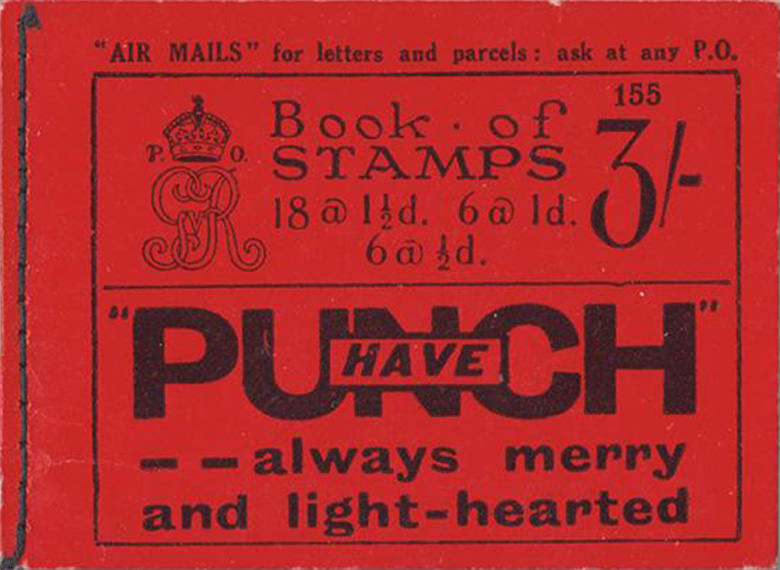 "AIR MAILS" for letters and parcels: ask at any P.O.
155
P. O.
GvR
Book · of
STAMPS
3/-
18 @ 1½d. 6 @ 1d.
6 @ ½d.
"PUNCH"
HAVE
– – always merry
and light-hearted